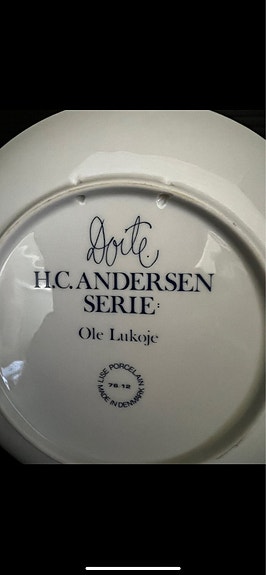 Dorte.
H.C. ANDERSEN
SERIE:
Ole Lukøje
LISE PORCELAIN
78-12
MADE IN DENMARK